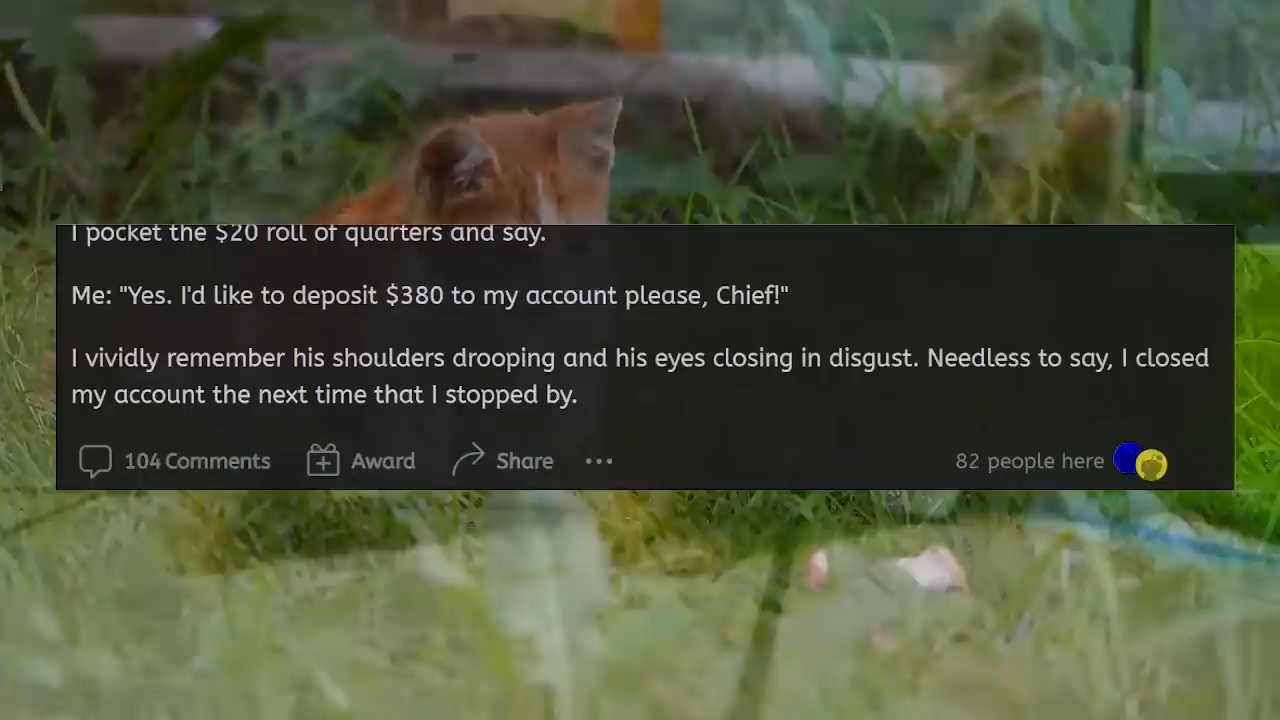 I pocket the $20 roll of quarters and say.
Me: "Yes. I'd like to deposit $380 to my account please, Chief!"
I vividly remember his shoulders drooping and his eyes closing in disgust. Needless to say, I closed
my account the next time that I stopped by.
104 Comments Award Share ••• 82 people here